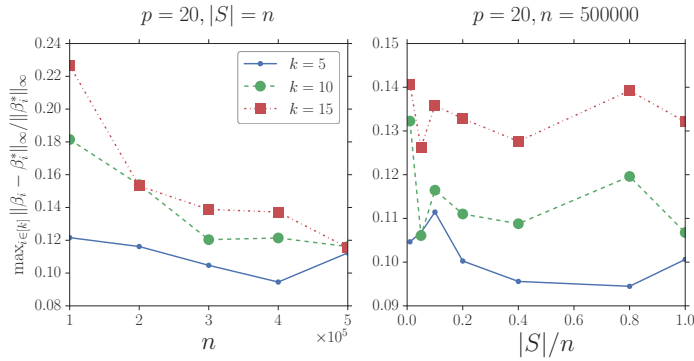 p = 20, |S| = n
p = 20, n = 500000
max_{i∈[k]} ||β_i − β_i^*||_∞/||β_i^*||_∞
0.24
0.22
0.20
0.18
0.16
0.14
0.12
0.10
0.08
k = 5
k = 10
k = 15
1 2 3 4 5
×10^5
n
0.15
0.14
0.13
0.12
0.11
0.10
0.09
0.0 0.2 0.4 0.6 0.8 1.0
|S|/n